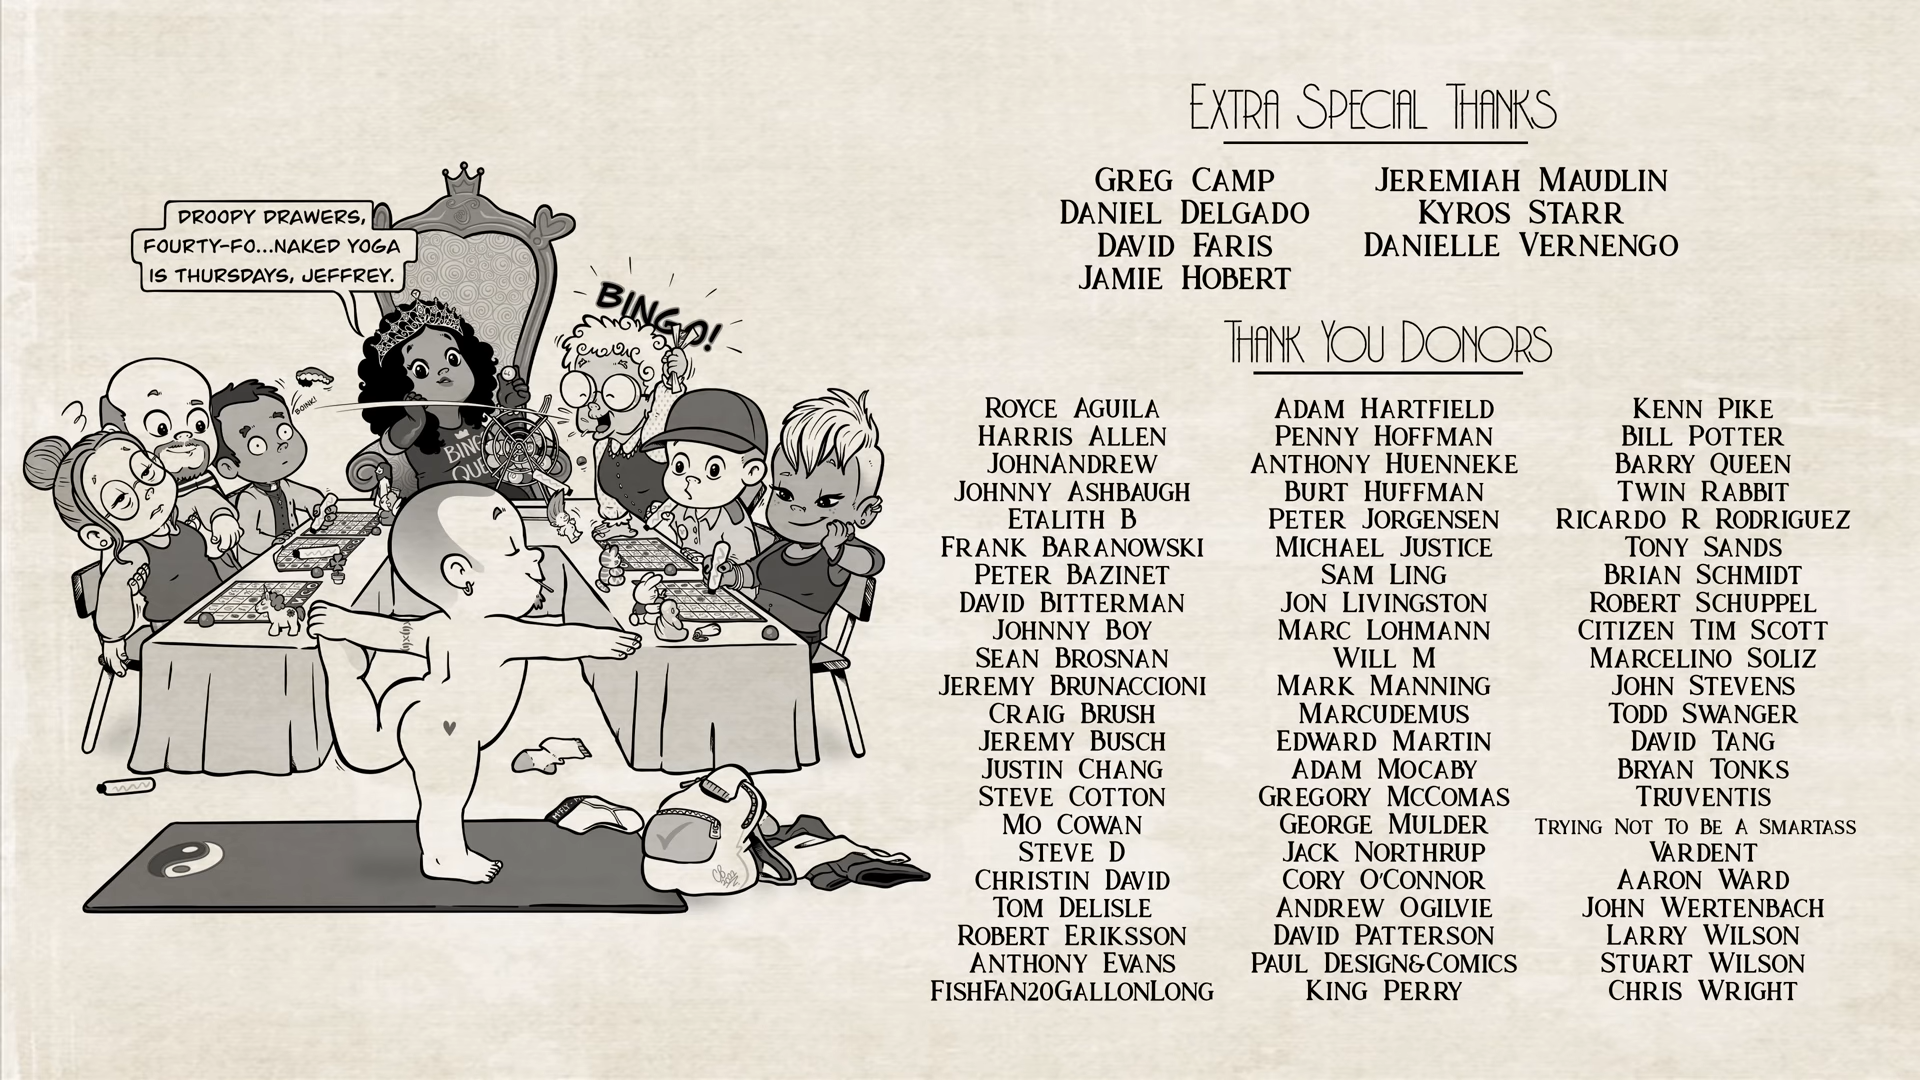 DROOPY DRAWERS,
FOURTY-FO...NAKED YOGA
IS THURSDAYS, JEFFREY.
BINGO!
BOINK!
BINGO
QUE
EXTRA SPECIAL THANKS
GREG CAMP
DANIEL DELGADO
DAVID FARIS
JAMIE HOBERT
JEREMIAH MAUDLIN
KYROS STARR
DANIELLE VERNENGO
THANK YOU DONORS
ROYCE AGUILA
HARRIS ALLEN
JOHNANDREW
JOHNNY ASHBAUGH
ETALITH B
FRANK BARANOWSKI
PETER BAZINET
DAVID BITTERMAN
JOHNNY BOY
SEAN BROSNAN
JEREMY BRUNACCIONI
CRAIG BRUSH
JEREMY BUSCH
JUSTIN CHANG
STEVE COTTON
MO COWAN
STEVE D
CHRISTIN DAVID
TOM DELISLE
ROBERT ERIKSSON
ANTHONY EVANS
FISHFAN20GALLONLONG
ADAM HARTFIELD
PENNY HOFFMAN
ANTHONY HUENNEKE
BURT HUFFMAN
PETER JORGENSEN
MICHAEL JUSTICE
SAM LING
JON LIVINGSTON
MARC LOHMANN
WILL M
MARK MANNING
MARCUDEMUS
EDWARD MARTIN
ADAM MOCABY
GREGORY MCCOMAS
GEORGE MULDER
JACK NORTHRUP
CORY O'CONNOR
ANDREW OGILVIE
DAVID PATTERSON
PAUL DESIGN&COMICS
KING PERRY
KENN PIKE
BILL POTTER
BARRY QUEEN
TWIN RABBIT
RICARDO R RODRIGUEZ
TONY SANDS
BRIAN SCHMIDT
ROBERT SCHUPPEL
CITIZEN TIM SCOTT
MARCELINO SOLIZ
JOHN STEVENS
TODD SWANGER
DAVID TANG
BRYAN TONKS
TRUVENTIS
TRYING NOT TO BE A SMARTASS
VARDENT
AARON WARD
JOHN WERTENBACH
LARRY WILSON
STUART WILSON
CHRIS WRIGHT